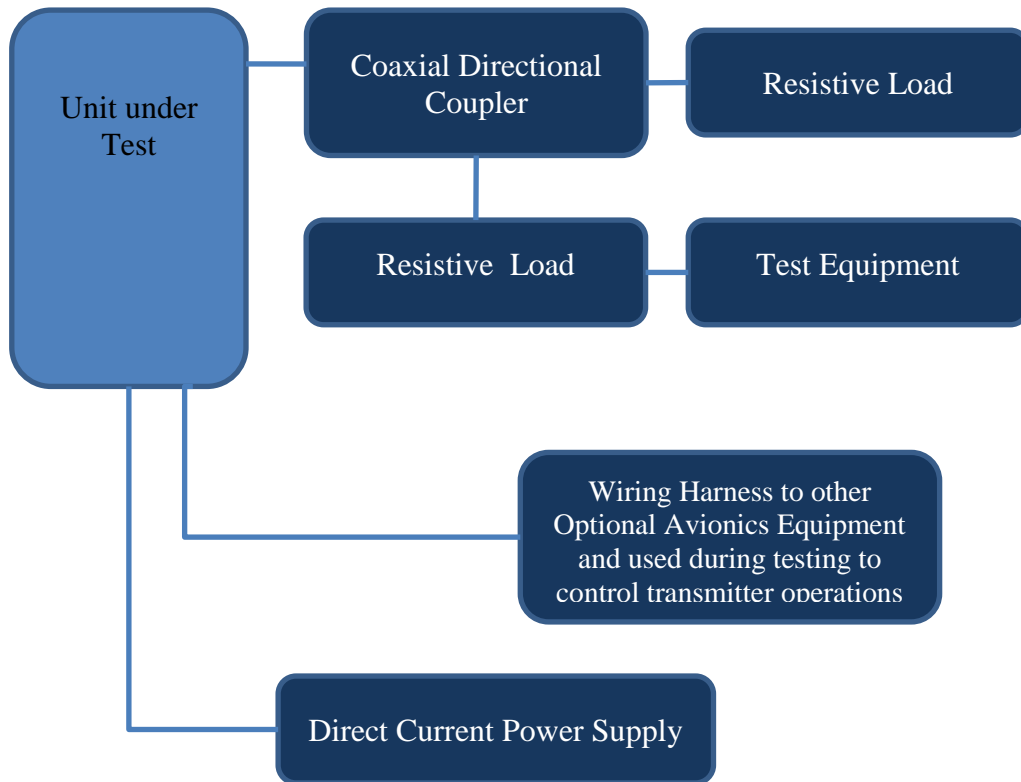 Unit under
Test
Coaxial Directional
Coupler
Resistive Load
Resistive Load
Test Equipment
Wiring Harness to other
Optional Avionics Equipment
and used during testing to
control transmitter operations
Direct Current Power Supply